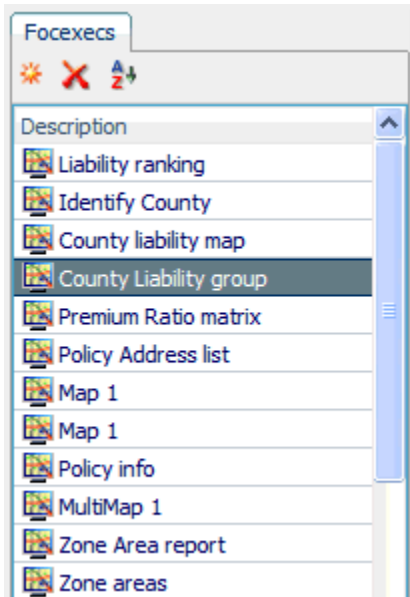 Focexecs
A
Z
Description
Liability ranking
Identify County
County liability map
County Liability group
Premium Ratio matrix
Policy Address list
Map 1
Map 1
Policy info
MultiMap 1
Zone Area report
Zone areas